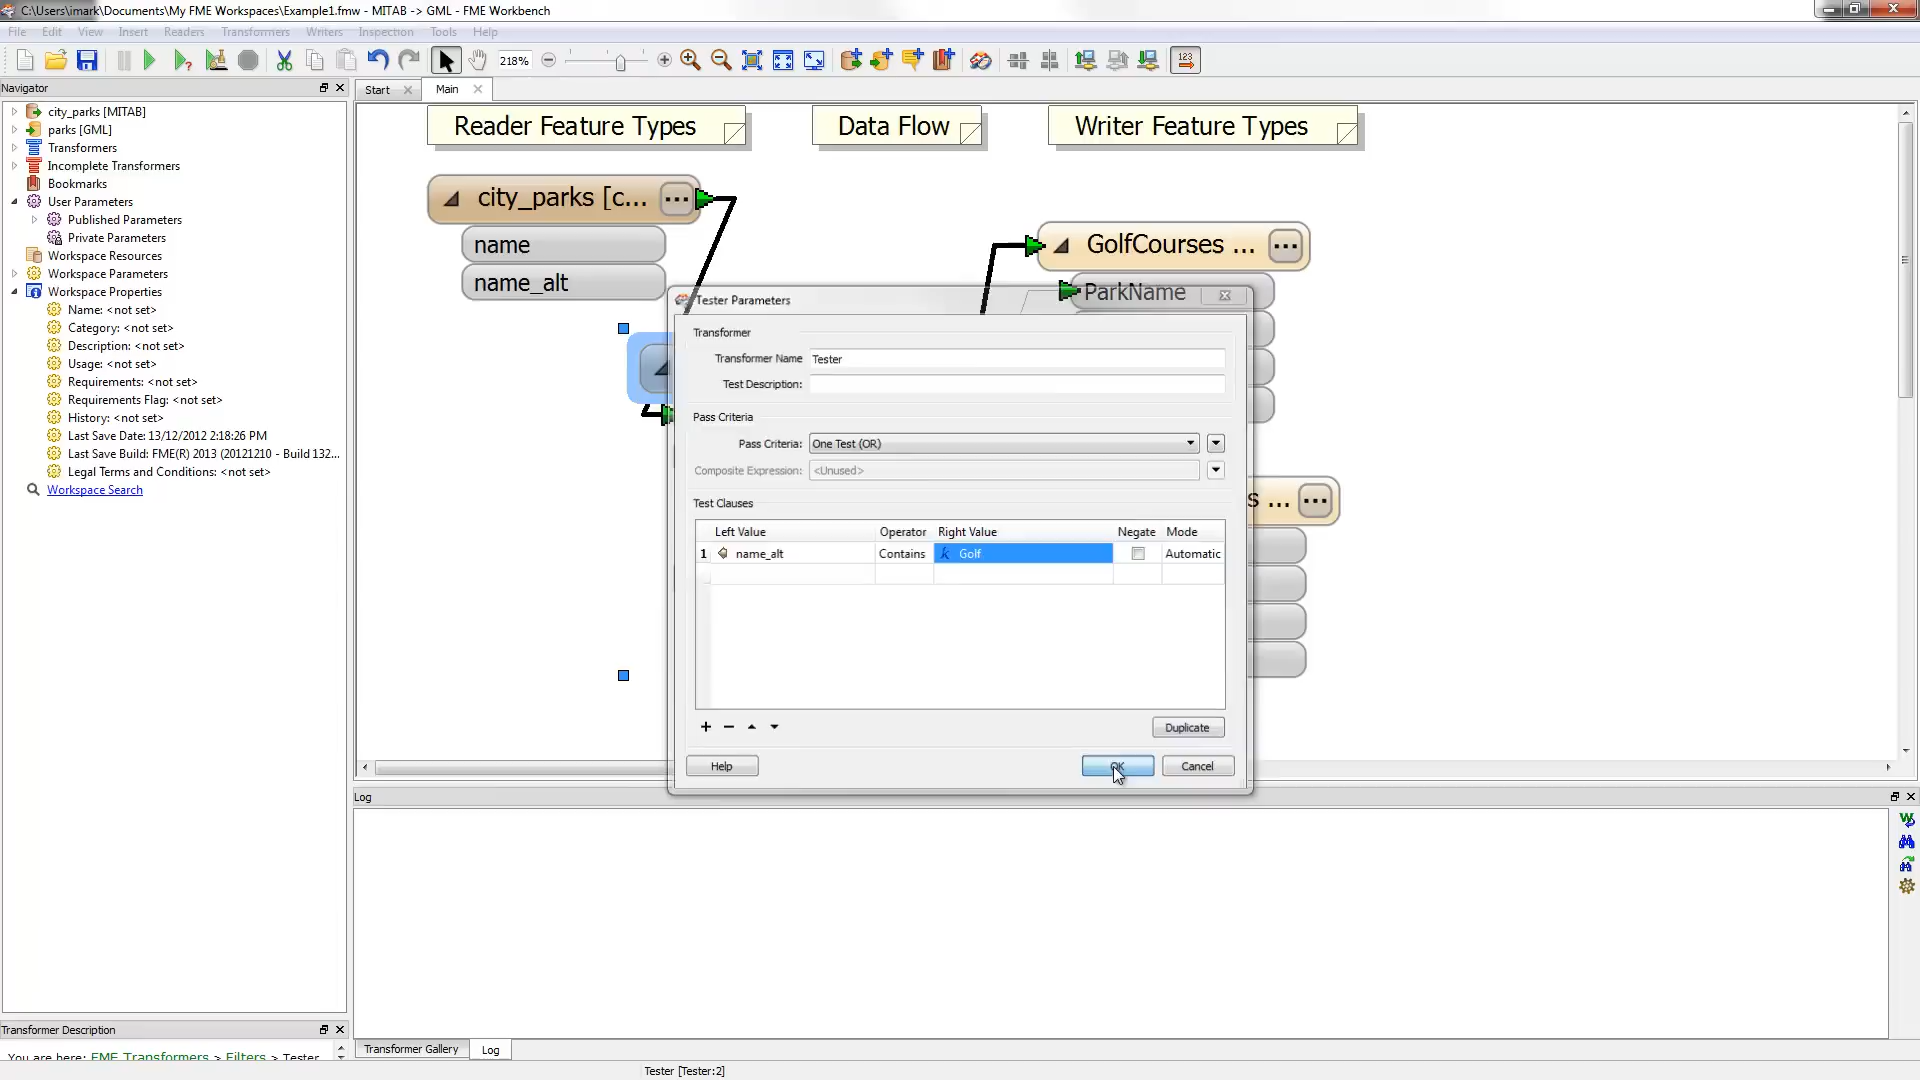 C:\Users\imark\Documents\My FME Workspaces\Example1.fmw - MITAB -> GML - FME Workbench
File Edit View Insert Readers Transformers Writers Inspection Tools Help
218%
123
Navigator
Start Main
city_parks [MITAB]
parks [GML]
Transformers
Incomplete Transformers
Bookmarks
User Parameters
Published Parameters
Private Parameters
Workspace Resources
Workspace Parameters
Workspace Properties
Name: <not set>
Category: <not set>
Description: <not set>
Usage: <not set>
Requirements: <not set>
Requirements Flag: <not set>
History: <not set>
Last Save Date: 13/12/2012 2:18:26 PM
Last Save Build: FME(R) 2013 (20121210 - Build 132...
Legal Terms and Conditions: <not set>
Workspace Search
Reader Feature Types
Data Flow
Writer Feature Types
city_parks [c... ...
name
name_alt
GolfCourses ... ...
ParkName
s ... ...
Tester Parameters
Transformer
Transformer Name Tester
Test Description:
Pass Criteria
Pass Criteria: One Test (OR)
Composite Expression: <Unused>
Test Clauses
Left Value Operator Right Value Negate Mode
1 name_alt Contains Golf Automatic
Duplicate
Help OK Cancel
Log
Transformer Description
You are here: FME Transformers > Filters > Tester
Transformer Gallery Log
Tester [Tester:2]